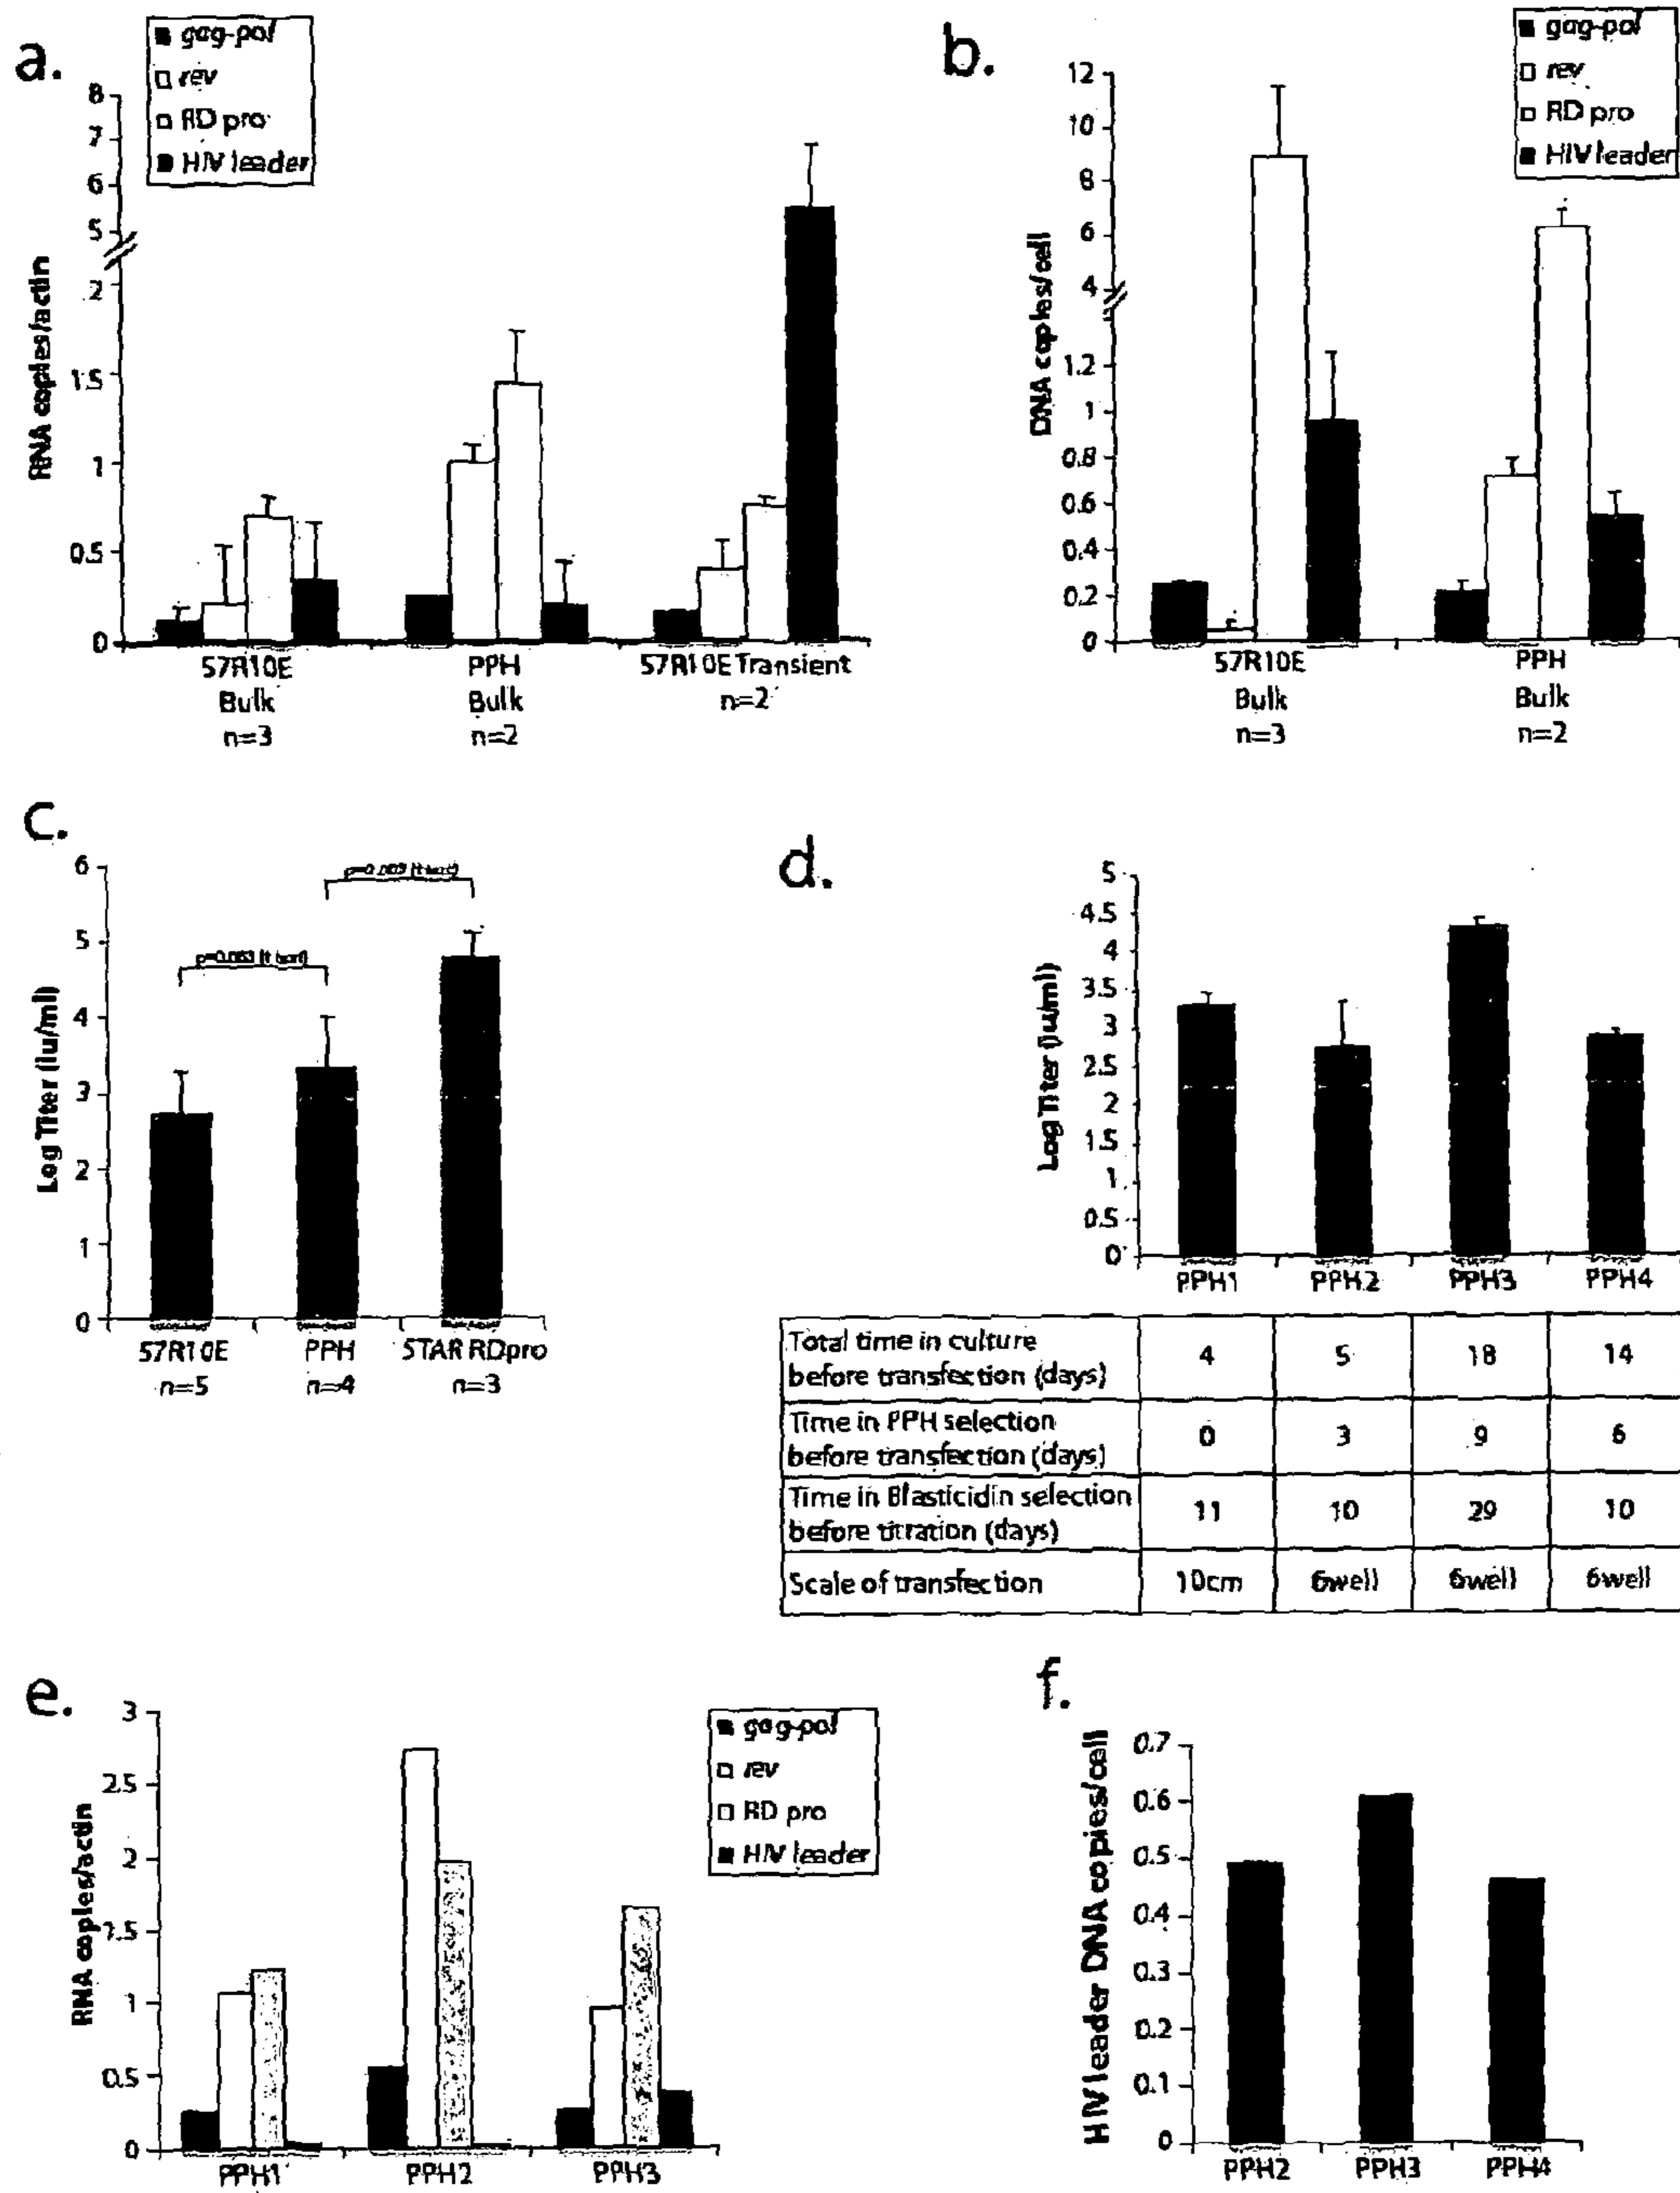 a.
gag-pol
rev
RD pro
HIV leader
8
7
6
5
2
1.5
1
0.5
0
RNA copies/actin
57R10E
Bulk
n=3
PPH
Bulk
n=2
57R10E Transient
n=2
b.
gag-pol
rev
RD pro
HIV leader
12
10
8
6
4
1.2
1
0.8
0.6
0.4
0.2
0
DNA copies/cell
57R10E
Bulk
n=3
PPH
Bulk
n=2
c.
6
5
4
3
2
1
0
Log Titer (iu/ml)
57R10E
n=5
PPH
n=4
STAR RDpro
n=3
d.
5
4.5
4
3.5
3
2.5
2
1.5
1
0.5
0
Log Titer (iu/ml)
PPH1 PPH2 PPH3 PPH4
Total time in culture
before transfection (days)
4 5 18 14
Time in PPH selection
before transfection (days)
0 3 9 6
Time in Blasticidin selection
before titration (days)
11 10 29 10
Scale of transfection
10cm 6well 6well 6well
e.
3
2.5
2
1.5
1
0.5
0
RNA copies/actin
gag-pol
rev
RD pro
HIV leader
PPH1 PPH2 PPH3
f.
0.7
0.6
0.5
0.4
0.3
0.2
0.1
0
HIV leader DNA copies/cell
PPH2 PPH3 PPH4